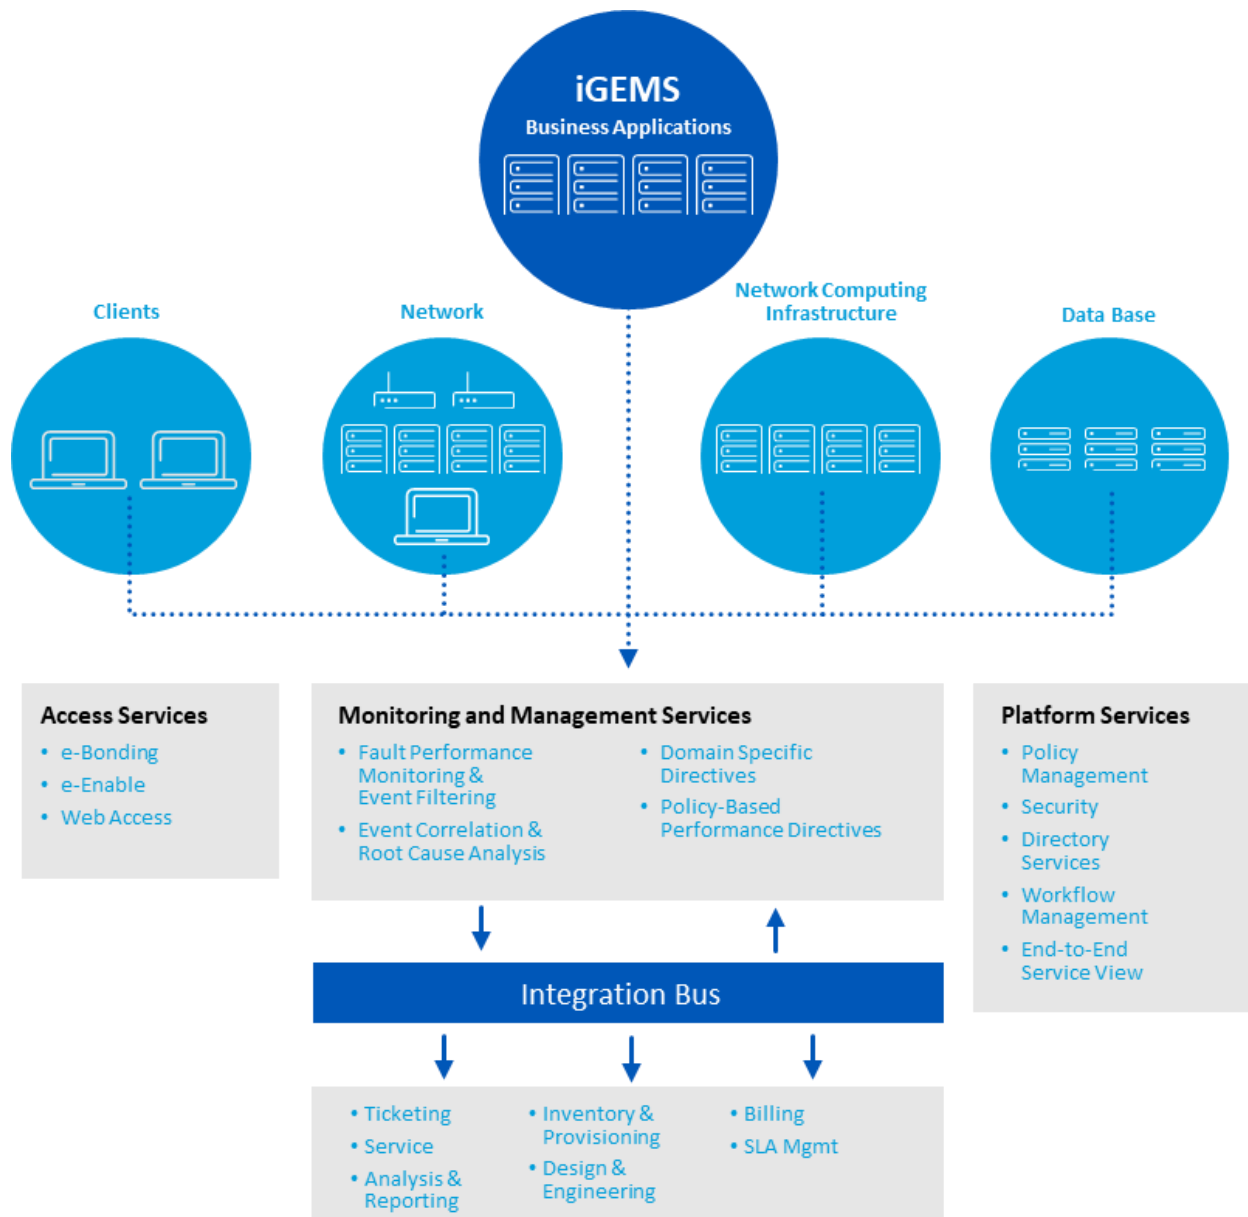 iGEMS
Business Applications
Clients
Network
Network Computing
Infrastructure
Data Base
Access Services
• e-Bonding
• e-Enable
• Web Access
Monitoring and Management Services
• Fault Performance
Monitoring &
Event Filtering
• Event Correlation &
Root Cause Analysis
• Domain Specific
Directives
• Policy-Based
Performance Directives
Platform Services
• Policy
Management
• Security
• Directory
Services
• Workflow
Management
• End-to-End
Service View
Integration Bus
• Ticketing
• Service
• Analysis &
Reporting
• Inventory &
Provisioning
• Design &
Engineering
• Billing
• SLA Mgmt